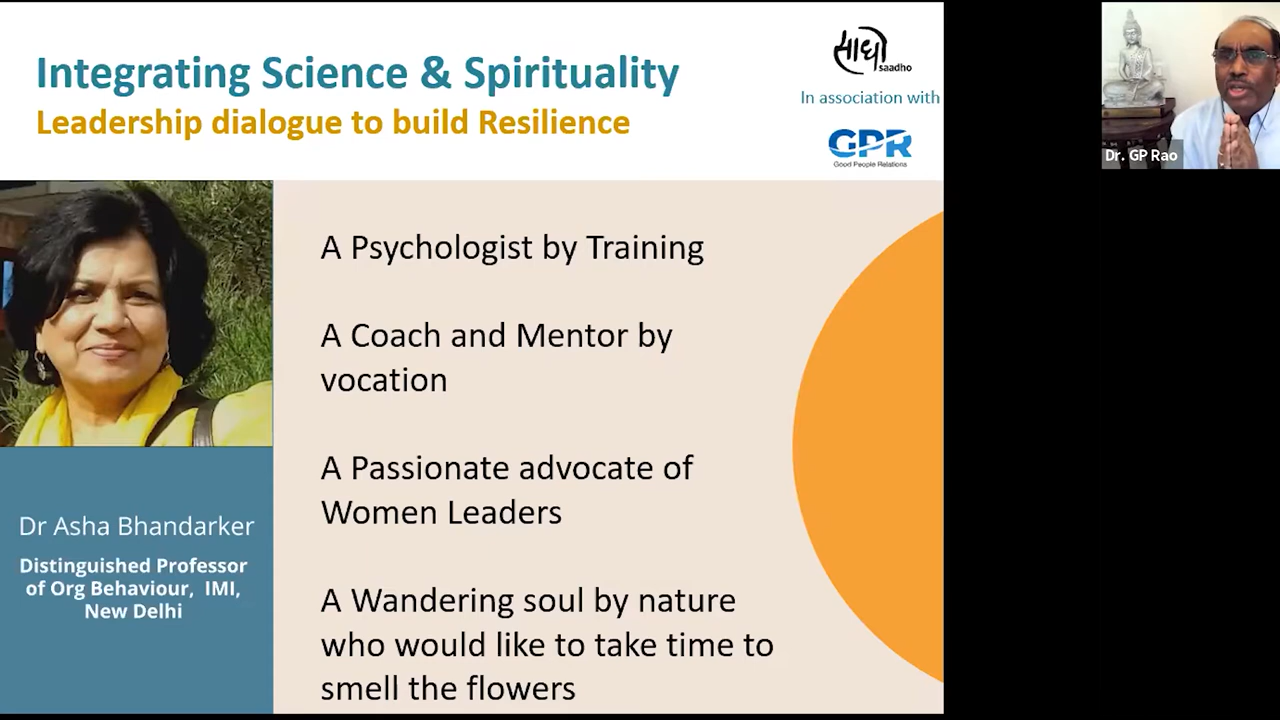 Integrating Science & Spirituality
Leadership dialogue to build Resilience
साधो
saadho
In association with
GPR
Good People Relations
Dr. GP Rao
A Psychologist by Training
A Coach and Mentor by
vocation
A Passionate advocate of
Women Leaders
A Wandering soul by nature
who would like to take time to
smell the flowers
Dr Asha Bhandarker
Distinguished Professor
of Org Behaviour, IMI,
New Delhi